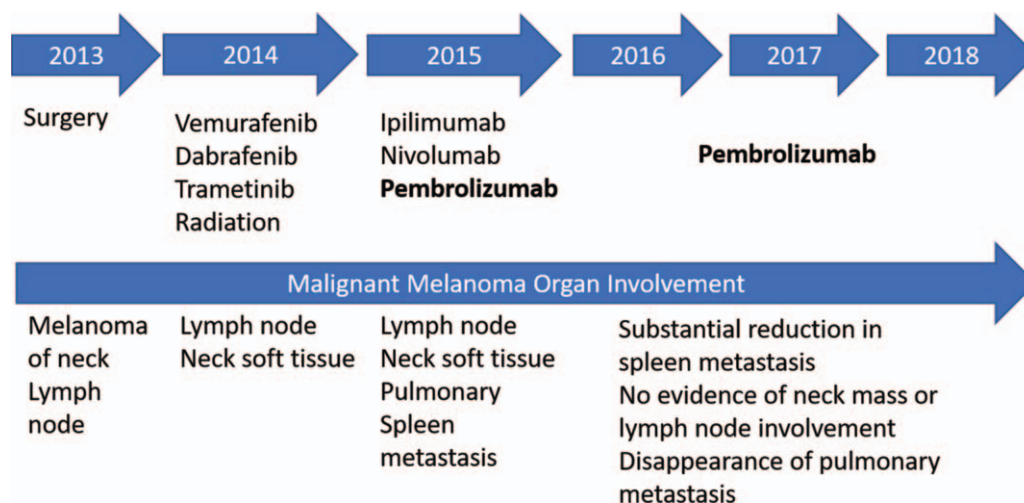 2013
2014
2015
2016
2017
2018
Surgery
Vemurafenib
Dabrafenib
Trametinib
Radiation
Ipilimumab
Nivolumab
Pembrolizumab
Pembrolizumab
Malignant Melanoma Organ Involvement
Melanoma
of neck
Lymph
node
Lymph node
Neck soft tissue
Lymph node
Neck soft tissue
Pulmonary
Spleen
metastasis
Substantial reduction in
spleen metastasis
No evidence of neck mass or
lymph node involvement
Disappearance of pulmonary
metastasis